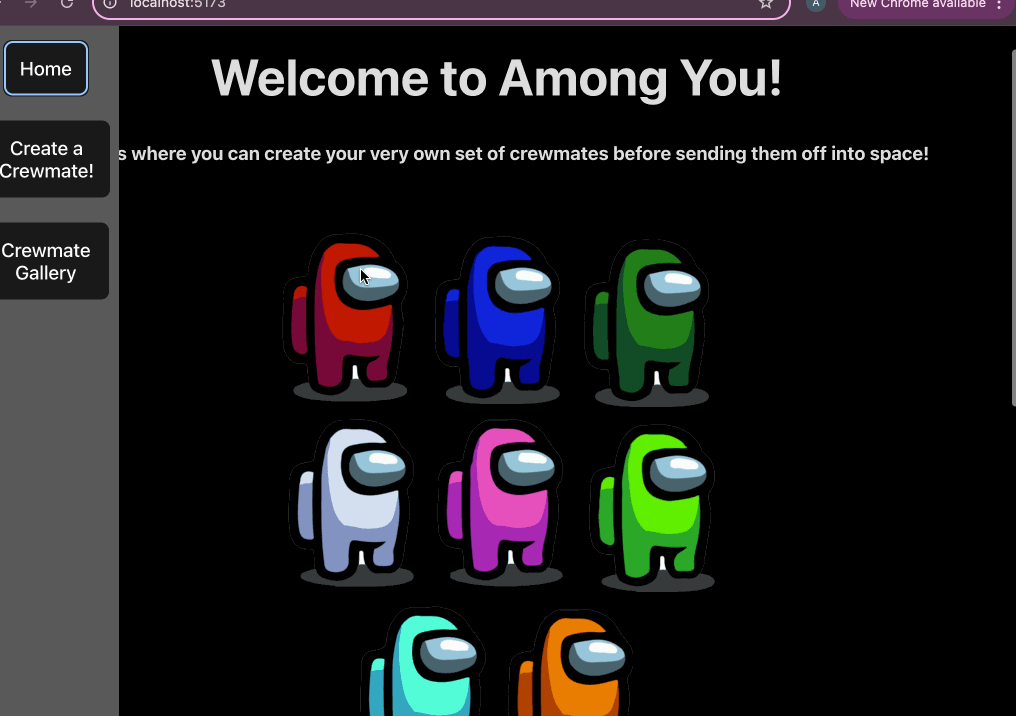 localhost:5173
A
New Chrome available
Home
Welcome to Among You!
Create a
Crewmate!
s where you can create your very own set of crewmates before sending them off into space!
Crewmate
Gallery